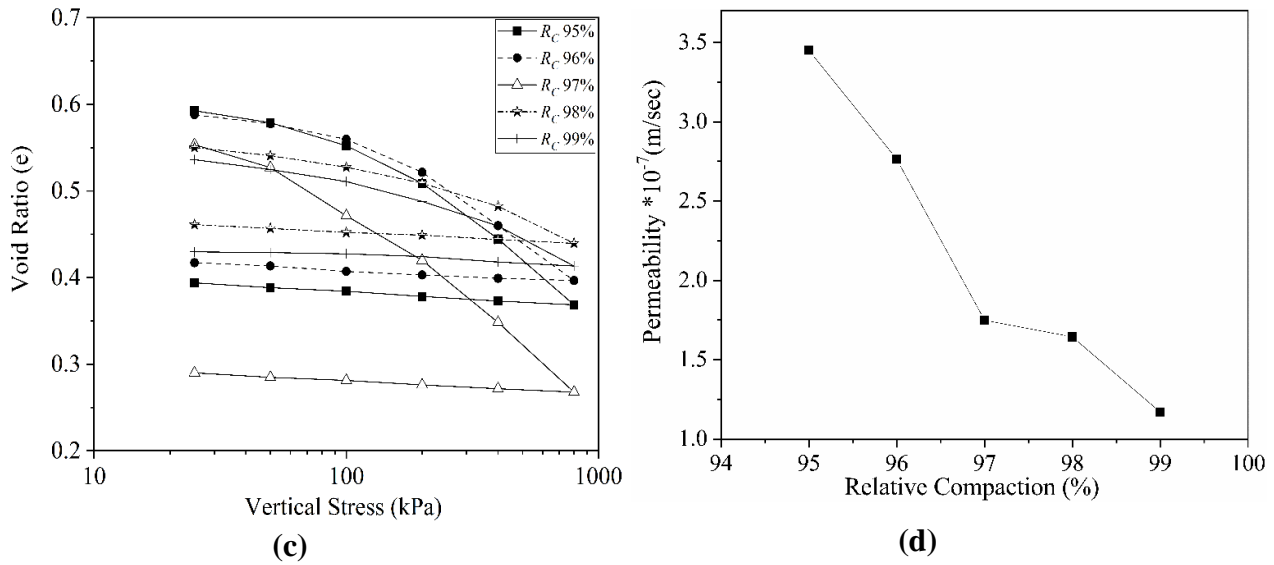 0.7
0.6
0.5
0.4
0.3
0.2
Void Ratio (e)
R_C 95%
R_C 96%
R_C 97%
R_C 98%
R_C 99%
10
100
1000
Vertical Stress (kPa)
(c)
3.5
3.0
2.5
2.0
1.5
1.0
Permeability *10^-7 (m/sec)
94
95
96
97
98
99
100
Relative Compaction (%)
(d)